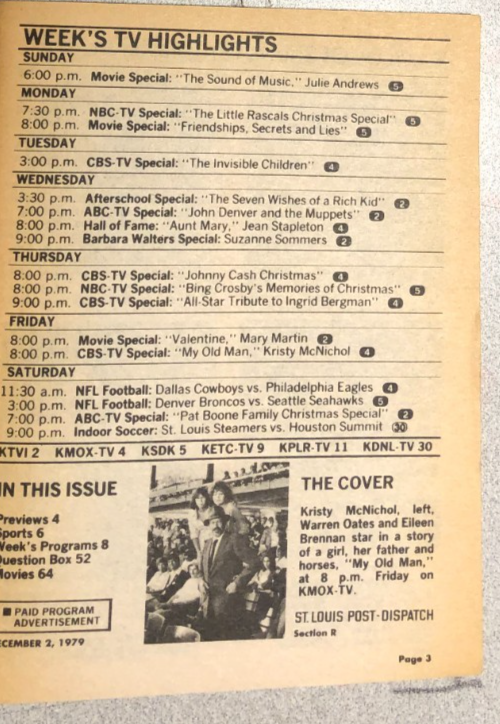 WEEK'S TV HIGHLIGHTS
SUNDAY
6:00 p.m. Movie Special: "The Sound of Music," Julie Andrews 5
MONDAY
7:30 p.m. NBC-TV Special: "The Little Rascals Christmas Special" 5
8:00 p.m. Movie Special: "Friendships, Secrets and Lies" 5
TUESDAY
3:00 p.m. CBS-TV Special: "The Invisible Children" 4
WEDNESDAY
3:30 p.m. Afterschool Special: "The Seven Wishes of a Rich Kid" 2
7:00 p.m. ABC-TV Special: "John Denver and the Muppets" 2
8:00 p.m. Hall of Fame: "Aunt Mary," Jean Stapleton 4
9:00 p.m. Barbara Walters Special: Suzanne Sommers 2
THURSDAY
8:00 p.m. CBS-TV Special: "Johnny Cash Christmas" 4
8:00 p.m. NBC-TV Special: "Bing Crosby's Memories of Christmas" 5
9:00 p.m. CBS-TV Special: "All-Star Tribute to Ingrid Bergman" 4
FRIDAY
8:00 p.m. Movie Special: "Valentine," Mary Martin 2
8:00 p.m. CBS-TV Special: "My Old Man," Kristy McNichol 4
SATURDAY
11:30 a.m. NFL Football: Dallas Cowboys vs. Philadelphia Eagles 4
3:00 p.m. NFL Football: Denver Broncos vs. Seattle Seahawks 5
7:00 p.m. ABC-TV Special: "Pat Boone Family Christmas Special" 2
9:00 p.m. Indoor Soccer: St. Louis Steamers vs. Houston Summit 30
KTVI 2 KMOX-TV 4 KSDK 5 KETC-TV 9 KPLR-TV 11 KDNL-TV 30
IN THIS ISSUE
Previews 4
Sports 6
Week's Programs 8
Question Box 52
Movies 64
■ PAID PROGRAM
ADVERTISEMENT
ECEMBER 2, 1979
THE COVER
Kristy McNichol, left,
Warren Oates and Eileen
Brennan star in a story
of a girl, her father and
horses, "My Old Man,"
at 8 p.m. Friday on
KMOX-TV.
ST. LOUIS POST-DISPATCH
Section R
Page 3